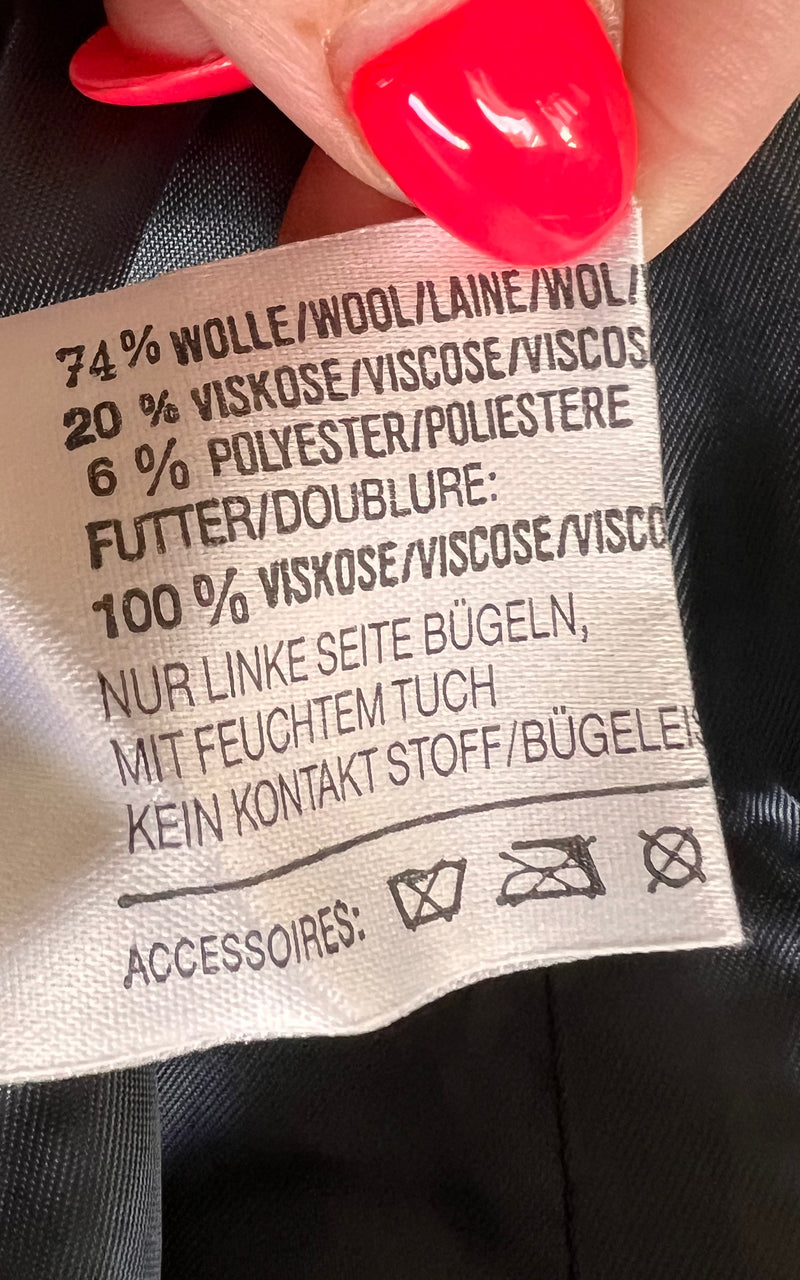 74% WOLLE/WOOL/LAINE/WOL/
20 % VISKOSE/VISCOSE/VISCOS
6 % POLYESTER/POLIESTERE
FUTTER/DOUBLURE:
100 % VISKOSE/VISCOSE/VISCO
NUR LINKE SEITE BÜGELN,
MIT FEUCHTEM TUCH
KEIN KONTAKT STOFF/BÜGELEIS
ACCESSOIRES: